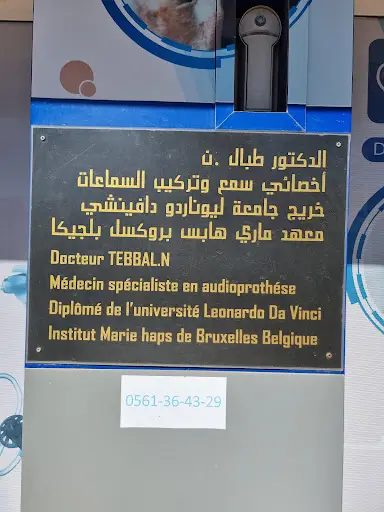 الدكتور طبال .ن
أخصائي سمع وتركيب السماعات
خريج جامعة ليوناردو دافينشي
معهد ماري هابس بروكسل بلجيكا
Docteur TEBBAL.N
Médecin spécialiste en audioprothése
Diplômé de l'université Leonardo Da Vinci
Institut Marie haps de Bruxelles Belgique
0561-36-43-29